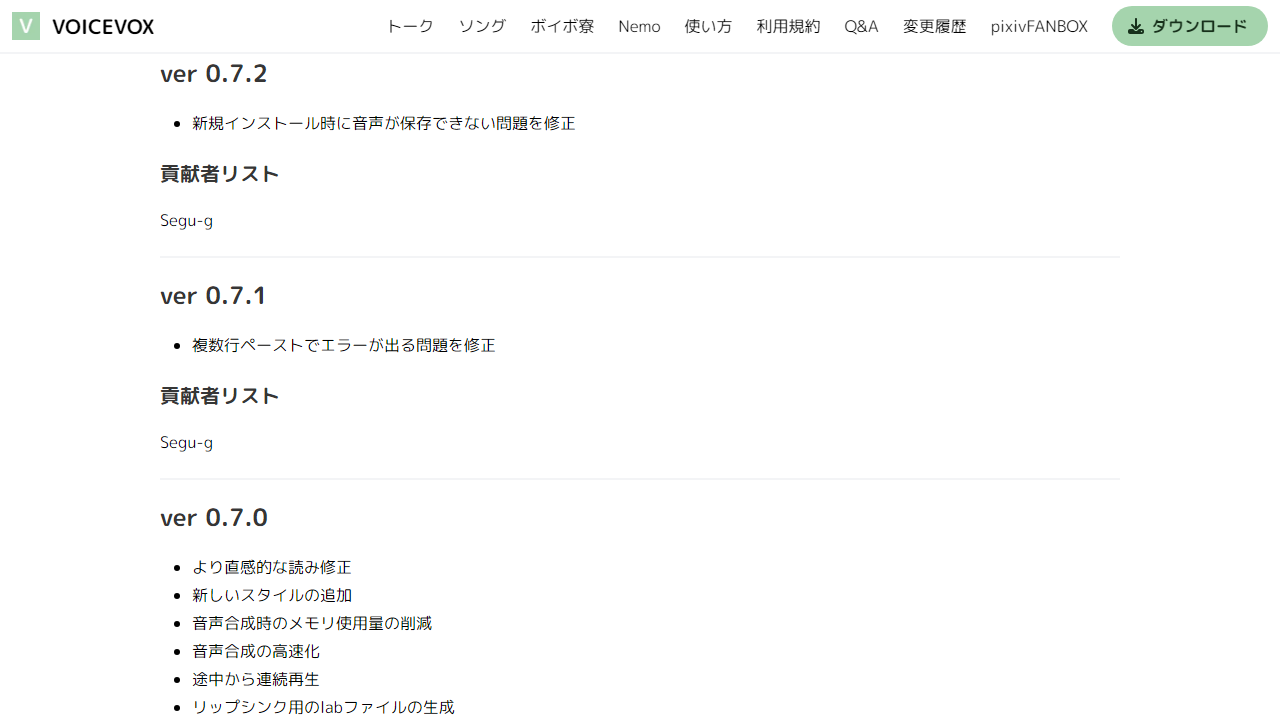 V VOICEVOX トーク ソング ボイボ寮 Nemo 使い方 利用規約 Q&A 変更履歴 pixivFANBOX ダウンロード
ver 0.7.2
• 新規インストール時に音声が保存できない問題を修正
貢献者リスト
Segu-g
ver 0.7.1
• 複数行ペーストでエラーが出る問題を修正
貢献者リスト
Segu-g
ver 0.7.0
• より直感的な読み修正
• 新しいスタイルの追加
• 音声合成時のメモリ使用量の削減
• 音声合成の高速化
• 途中から連続再生
• リップシンク用のlabファイルの生成